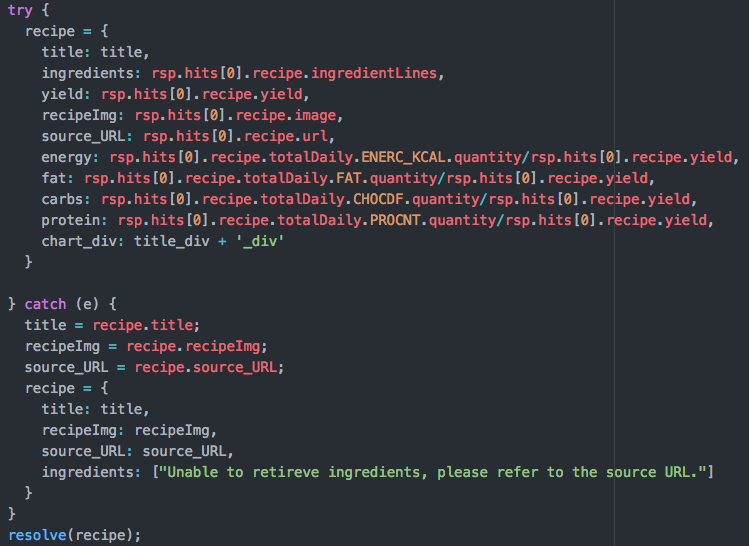 try {
  recipe = {
    title: title,
    ingredients: rsp.hits[0].recipe.ingredientLines,
    yield: rsp.hits[0].recipe.yield,
    recipeImg: rsp.hits[0].recipe.image,
    source_URL: rsp.hits[0].recipe.url,
    energy: rsp.hits[0].recipe.totalDaily.ENERC_KCAL.quantity/rsp.hits[0].recipe.yield,
    fat: rsp.hits[0].recipe.totalDaily.FAT.quantity/rsp.hits[0].recipe.yield,
    carbs: rsp.hits[0].recipe.totalDaily.CHOCDF.quantity/rsp.hits[0].recipe.yield,
    protein: rsp.hits[0].recipe.totalDaily.PROCNT.quantity/rsp.hits[0].recipe.yield,
    chart_div: title_div + '_div'
  }

} catch (e) {
  title = recipe.title;
  recipeImg = recipe.recipeImg;
  source_URL = recipe.source_URL;
  recipe = {
    title: title,
    recipeImg: recipeImg,
    source_URL: source_URL,
    ingredients: ["Unable to retireve ingredients, please refer to the source URL."]
  }
}
resolve(recipe);